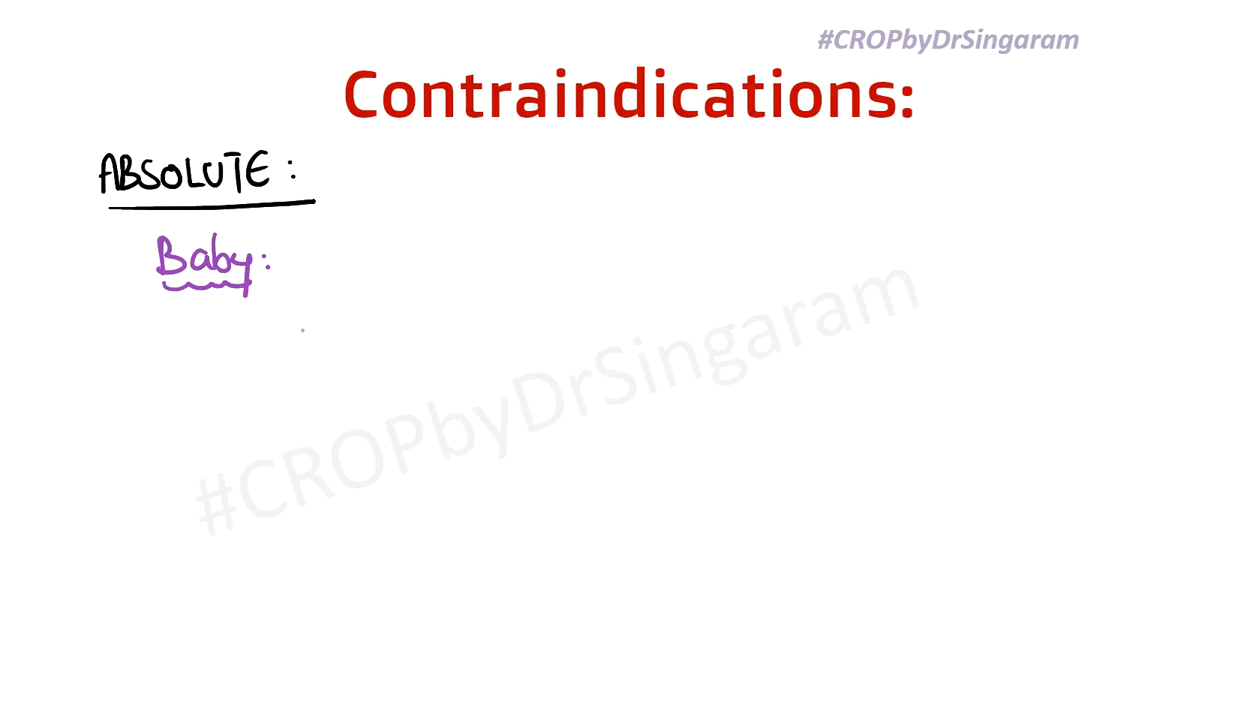 #CROPbyDrSingaram
Contraindications:
ABSOLUTE :
Baby :
#CROPbyDrSingaram